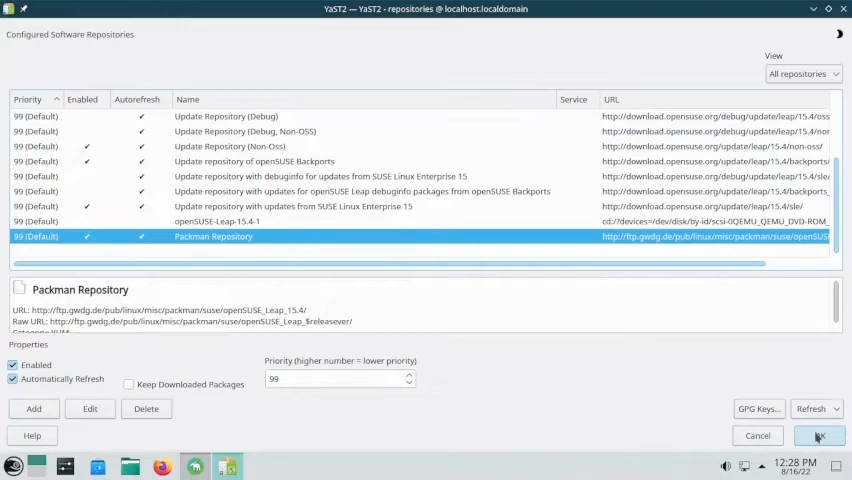 YaST2 — YaST2 - repositories @ localhost.localdomain
Configured Software Repositories
View
All repositories
Priority Enabled Autorefresh Name Service URL
99 (Default) ✔ Update Repository (Debug) http://download.opensuse.org/debug/update/leap/15.4/oss
99 (Default) ✔ Update Repository (Debug, Non-OSS) http://download.opensuse.org/debug/update/leap/15.4/nor
99 (Default) ✔ ✔ Update Repository (Non-Oss) http://download.opensuse.org/update/leap/15.4/non-oss/
99 (Default) ✔ ✔ Update repository of openSUSE Backports http://download.opensuse.org/update/leap/15.4/backports/
99 (Default) ✔ Update repository with debuginfo for updates from SUSE Linux Enterprise 15 http://download.opensuse.org/debug/update/leap/15.4/sle/
99 (Default) ✔ Update repository with updates for openSUSE Leap debuginfo packages from openSUSE Backports http://download.opensuse.org/update/leap/15.4/backports_
99 (Default) ✔ ✔ Update repository with updates from SUSE Linux Enterprise 15 http://download.opensuse.org/update/leap/15.4/sle/
99 (Default) openSUSE-Leap-15.4-1 cd:/?devices=/dev/disk/by-id/scsi-0QEMU_QEMU_DVD-ROM_
99 (Default) ✔ ✔ Packman Repository http://ftp.gwdg.de/pub/linux/misc/packman/suse/openSUS
Packman Repository
URL: http://ftp.gwdg.de/pub/linux/misc/packman/suse/openSUSE_Leap_15.4/
Raw URL: http://ftp.gwdg.de/pub/linux/misc/packman/suse/openSUSE_Leap_$releasever/
Category: YUM
Properties
Enabled
Automatically Refresh
Keep Downloaded Packages
Priority (higher number = lower priority)
99
Add Edit Delete GPG Keys... Refresh
Help Cancel OK
12:28 PM
8/16/22